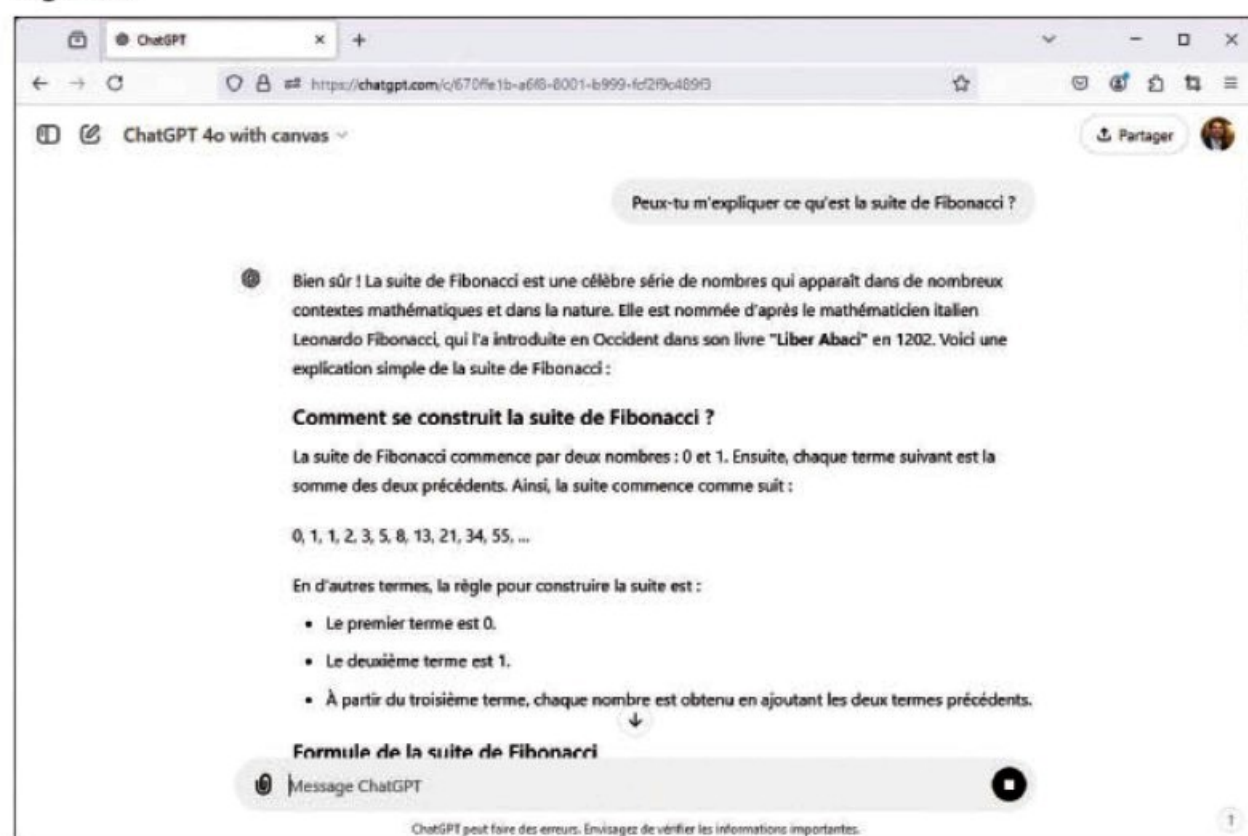 ChatGPT
https://chatgpt.com/c/670ffe1b-a6f8-8001-b999-fcf2f9c489f3
ChatGPT 4o with canvas
Partager
Peux-tu m'expliquer ce qu'est la suite de Fibonacci ?
Bien sûr ! La suite de Fibonacci est une célèbre série de nombres qui apparaît dans de nombreux
contextes mathématiques et dans la nature. Elle est nommée d'après le mathématicien italien
Leonardo Fibonacci, qui l'a introduite en Occident dans son livre "Liber Abaci" en 1202. Voici une
explication simple de la suite de Fibonacci :
Comment se construit la suite de Fibonacci ?
La suite de Fibonacci commence par deux nombres : 0 et 1. Ensuite, chaque terme suivant est la
somme des deux précédents. Ainsi, la suite commence comme suit :
0, 1, 1, 2, 3, 5, 8, 13, 21, 34, 55, ...
En d'autres termes, la règle pour construire la suite est :
• Le premier terme est 0.
• Le deuxième terme est 1.
• À partir du troisième terme, chaque nombre est obtenu en ajoutant les deux termes précédents.
Formule de la suite de Fibonacci
Message ChatGPT
ChatGPT peut faire des erreurs. Envisagez de vérifier les informations importantes.
1